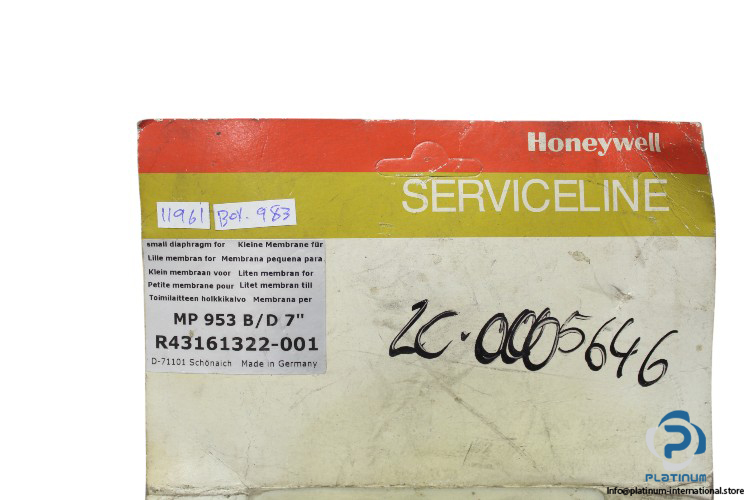 Honeywell
SERVICELINE
11961 Box. 983
small diaphragm for Kleine Membrane für
Lille membran for Membrana pequena para
Klein membraan voor Liten membran for
Petite membrane pour Litet membran till
Toimilaitteen holkkikalvo Membrana per
MP 953 B/D 7"
R43161322-001
D-71101 Schönaich Made in Germany
2C.0005646
PLATINUM
Info@platinum-international.store